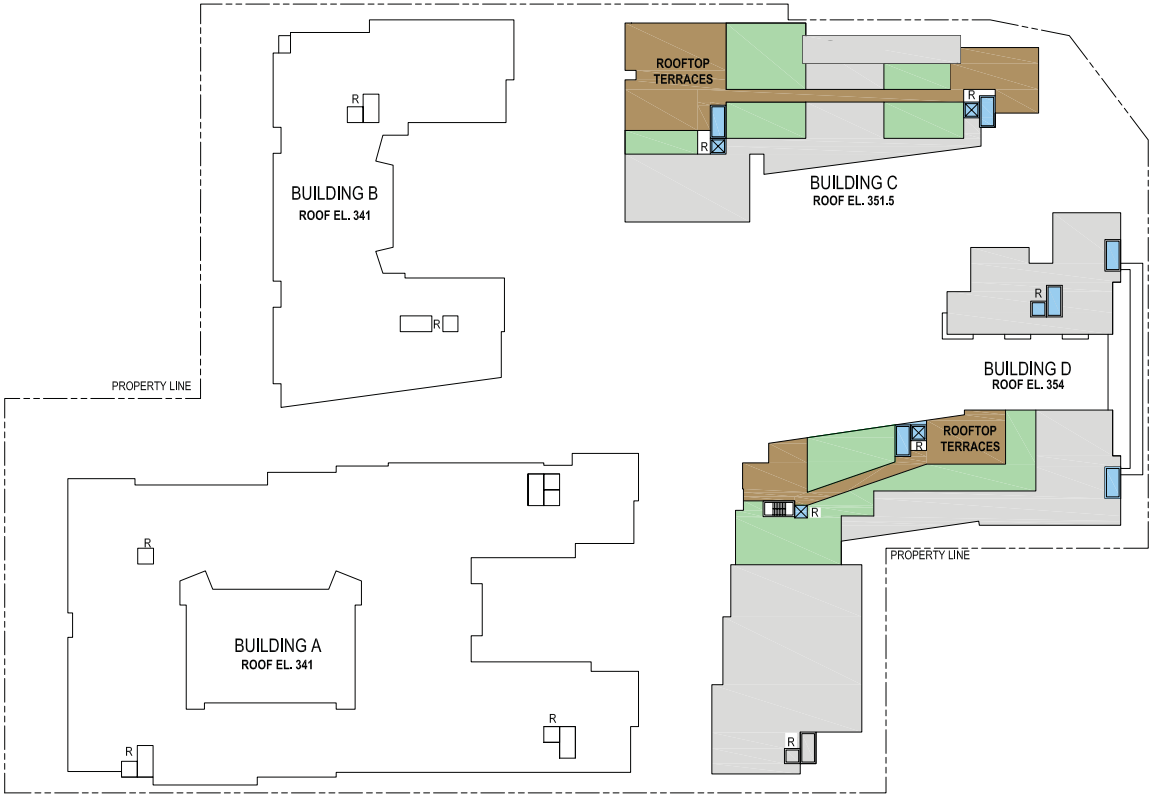 ROOFTOP
TERRACES
R
R
R
BUILDING B
ROOF EL. 341
R
BUILDING C
ROOF EL. 351.5
R
BUILDING D
ROOF EL. 354
PROPERTY LINE
ROOFTOP
TERRACES
R
R
PROPERTY LINE
R
BUILDING A
ROOF EL. 341
R
R
R